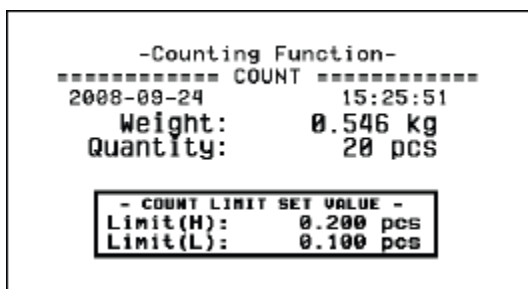 -Counting Function-
============ COUNT ============
2008-09-24 15:25:51
Weight: 0.546 kg
Quantity: 20 pcs
- COUNT LIMIT SET VALUE -
Limit(H): 0.200 pcs
Limit(L): 0.100 pcs